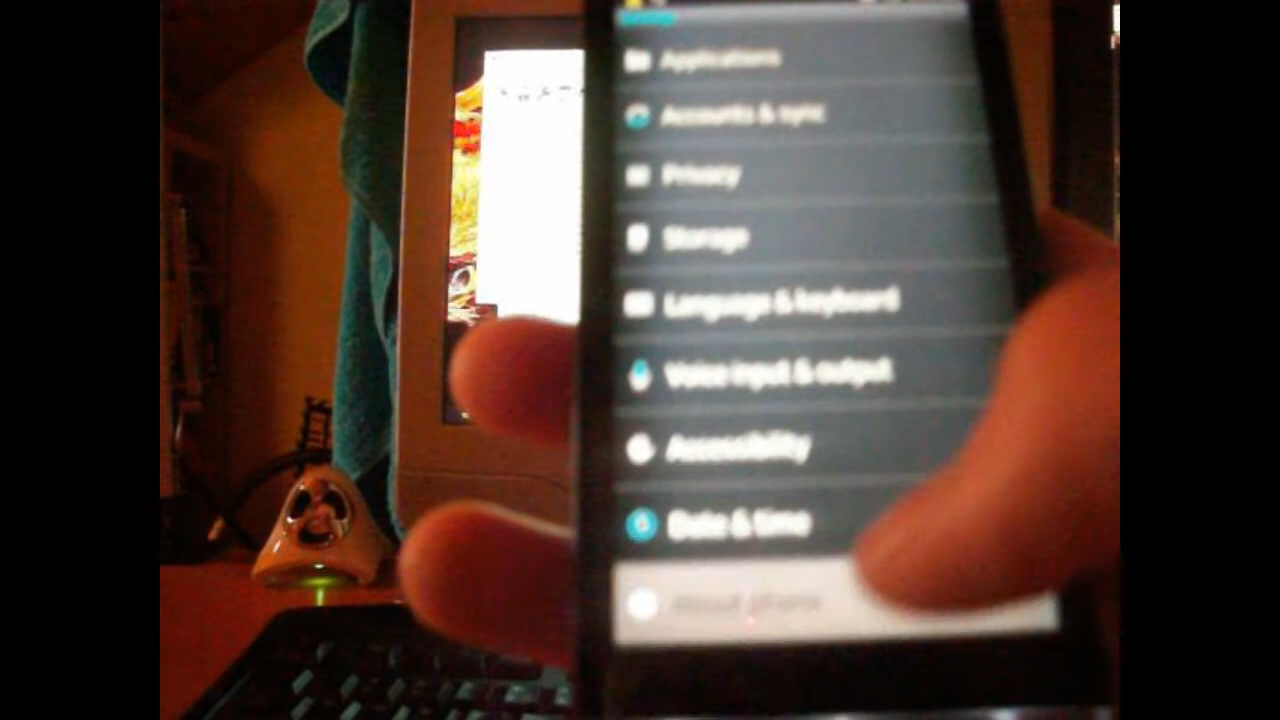 Applications
Accounts & sync
Privacy
Storage
Language & keyboard
Voice input & output
Accessibility
Date & time
About phone